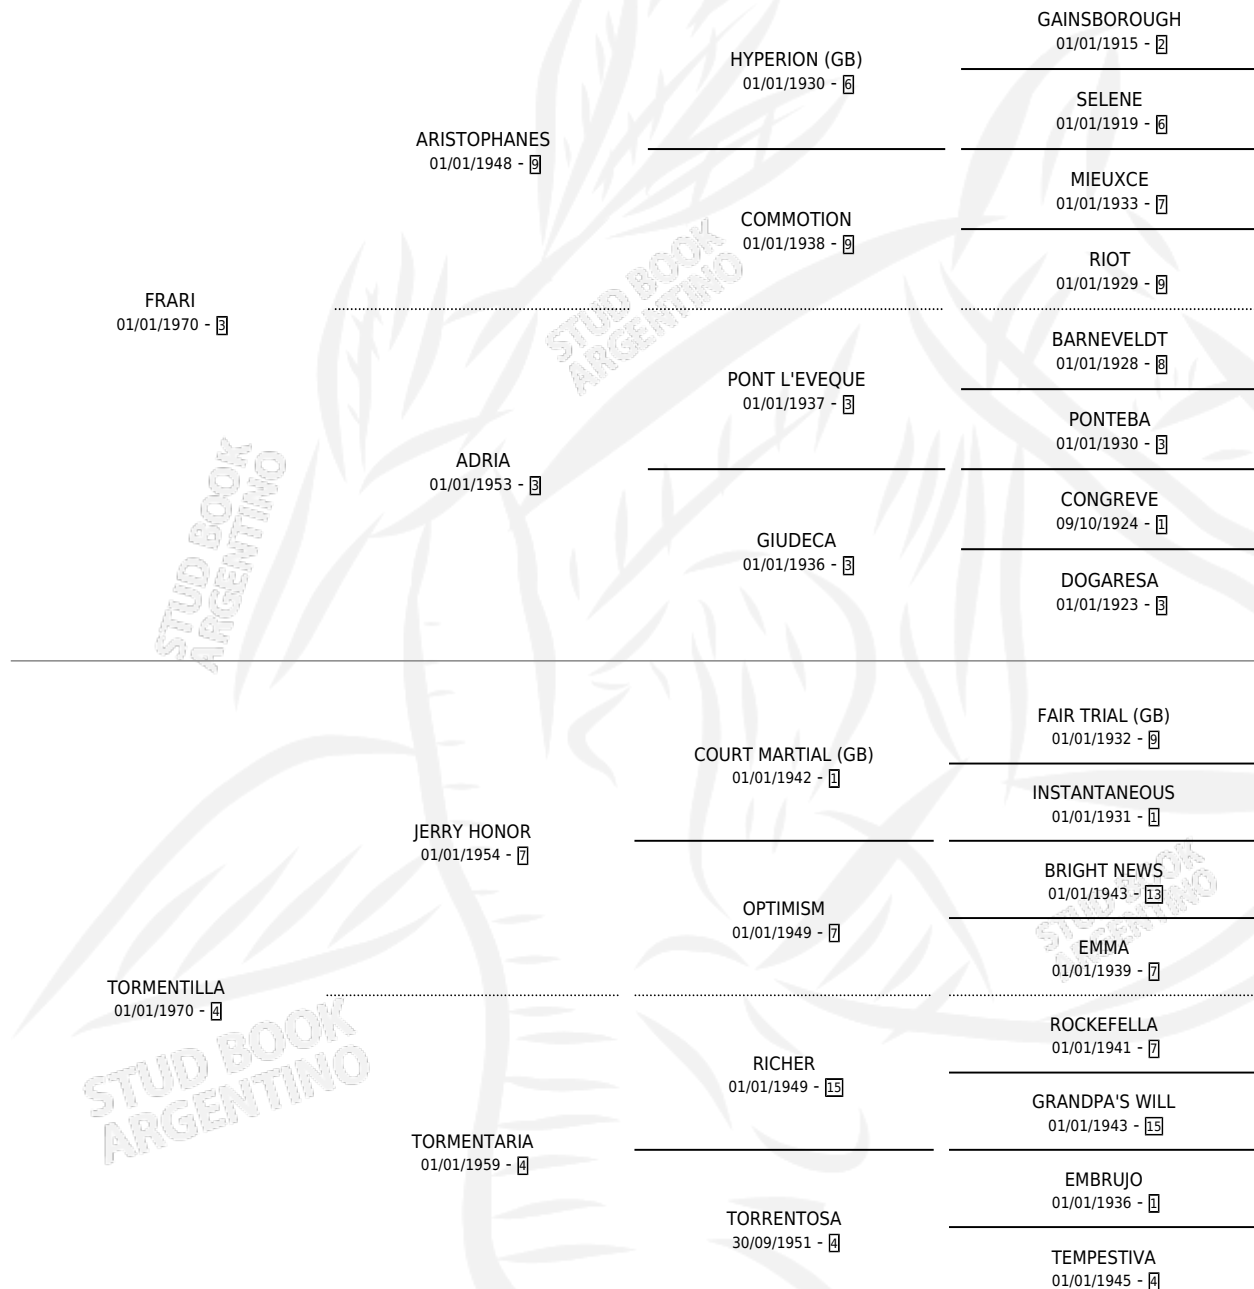 GAINSBOROUGH
01/01/1915 - 2
HYPERION (GB)
01/01/1930 - 6
SELENE
01/01/1919 - 6
ARISTOPHANES
01/01/1948 - 9
MIEUXCE
01/01/1933 - 7
COMMOTION
01/01/1938 - 9
RIOT
01/01/1929 - 9
FRARI
01/01/1970 - 3
BARNEVELDT
01/01/1928 - 8
PONT L'EVEQUE
01/01/1937 - 3
PONTEBA
01/01/1930 - 3
ADRIA
01/01/1953 - 3
CONGREVE
09/10/1924 - 1
GIUDECA
01/01/1936 - 3
DOGARESA
01/01/1923 - 3
FAIR TRIAL (GB)
01/01/1932 - 9
COURT MARTIAL (GB)
01/01/1942 - 1
INSTANTANEOUS
01/01/1931 - 1
JERRY HONOR
01/01/1954 - 7
BRIGHT NEWS
01/01/1943 - 13
OPTIMISM
01/01/1949 - 7
EMMA
01/01/1939 - 7
TORMENTILLA
01/01/1970 - 4
ROCKEFELLA
01/01/1941 - 7
RICHER
01/01/1949 - 15
GRANDPA'S WILL
01/01/1943 - 15
TORMENTARIA
01/01/1959 - 4
EMBRUJO
01/01/1936 - 1
TORRENTOSA
30/09/1951 - 4
TEMPESTIVA
01/01/1945 - 4
STUD BOOK
ARGENTINO
STUD BOOK
ARGENTINO
STUD BOOK
ARGENTINO
STUD BOOK
ARGENTINO